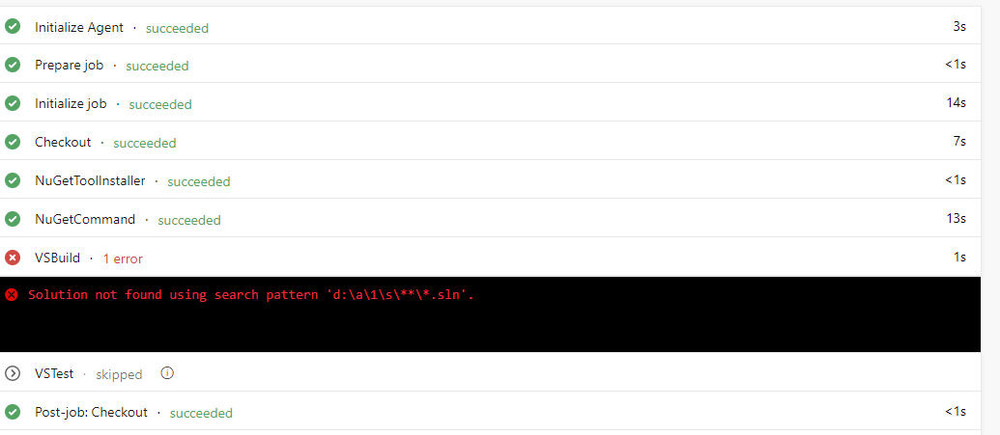 Initialize Agent · succeeded 3s
Prepare job · succeeded <1s
Initialize job · succeeded 14s
Checkout · succeeded 7s
NuGetToolInstaller · succeeded <1s
NuGetCommand · succeeded 13s
VSBuild · 1 error 1s
Solution not found using search pattern 'd:\a\1\s\**\*.sln'.
VSTest · skipped
Post-job: Checkout · succeeded <1s